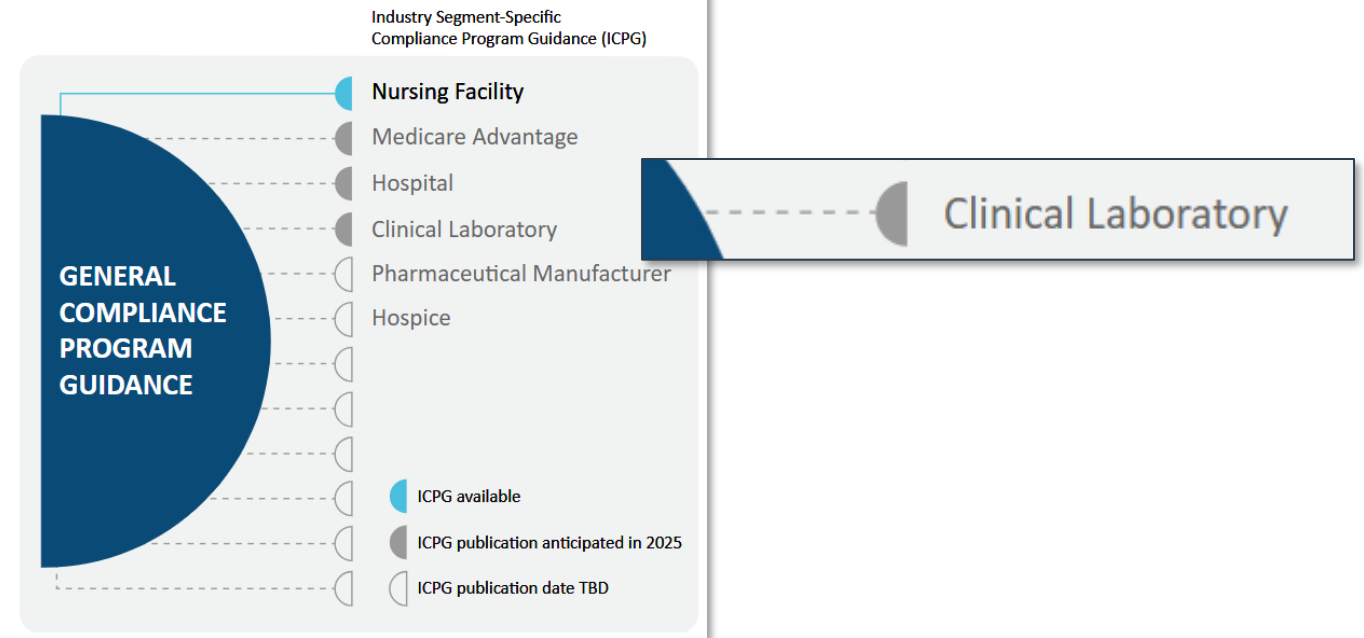 Industry Segment-Specific
Compliance Program Guidance (ICPG)
Nursing Facility
Medicare Advantage
Hospital
Clinical Laboratory
Pharmaceutical Manufacturer
Hospice
GENERAL
COMPLIANCE
PROGRAM
GUIDANCE
ICPG available
ICPG publication anticipated in 2025
ICPG publication date TBD
Clinical Laboratory